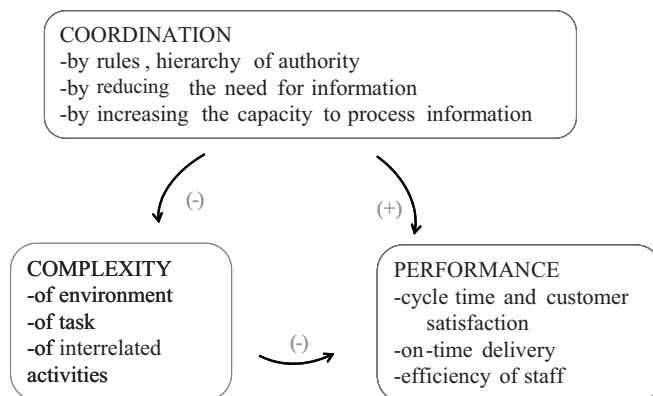 COORDINATION
-by rules , hierarchy of authority
-by reducing the need for information
-by increasing the capacity to process information
(-)
(+)
COMPLEXITY
-of environment
-of task
-of interrelated
activities
(-)
PERFORMANCE
-cycle time and customer
satisfaction
-on-time delivery
-efficiency of staff